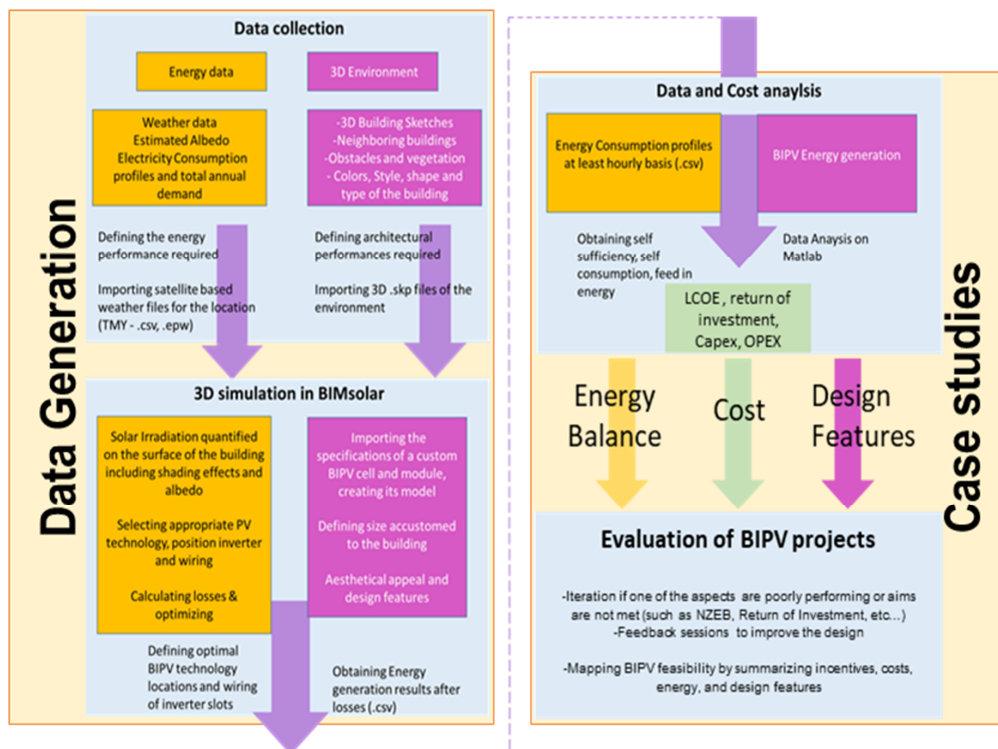 Data Generation
Data collection
Energy data
3D Environment
Weather data
Estimated Albedo
Electricity Consumption
profiles and total annual
demand
-3D Building Sketches
-Neighboring buildings
-Obstacles and vegetation
- Colors, Style, shape and
type of the building
Defining the energy
performance required
Importing satellite based
weather files for the location
(TMY - .csv, .epw)
Defining architectural
performances required
Importing 3D .skp files of the
environment
3D simulation in BIMsolar
Solar Irradiation quantified
on the surface of the building
including shading effects and
albedo
Selecting appropriate PV
technology, position inverter
and wiring
Calculating losses &
optimizing
Importing the
specifications of a custom
BIPV cell and module,
creating its model
Defining size accustomed
to the building
Aesthetical appeal and
design features
Defining optimal
BIPV technology
locations and wiring
of inverter slots
Obtaining Energy
generation results after
losses (.csv)
Case studies
Data and Cost anaylsis
Energy Consumption profiles
at least hourly basis (.csv)
BIPV Energy generation
Obtaining self
sufficiency, self
consumption, feed in
energy
Data Anaysis on
Matlab
LCOE , return of
investment,
Capex, OPEX
Energy
Balance
Cost
Design
Features
Evaluation of BIPV projects
-Iteration if one of the aspects are poorly performing or aims
are not met (such as NZEB, Return of Investment, etc...)
-Feedback sessions to improve the design
-Mapping BIPV feasibility by summarizing incentives, costs,
energy, and design features